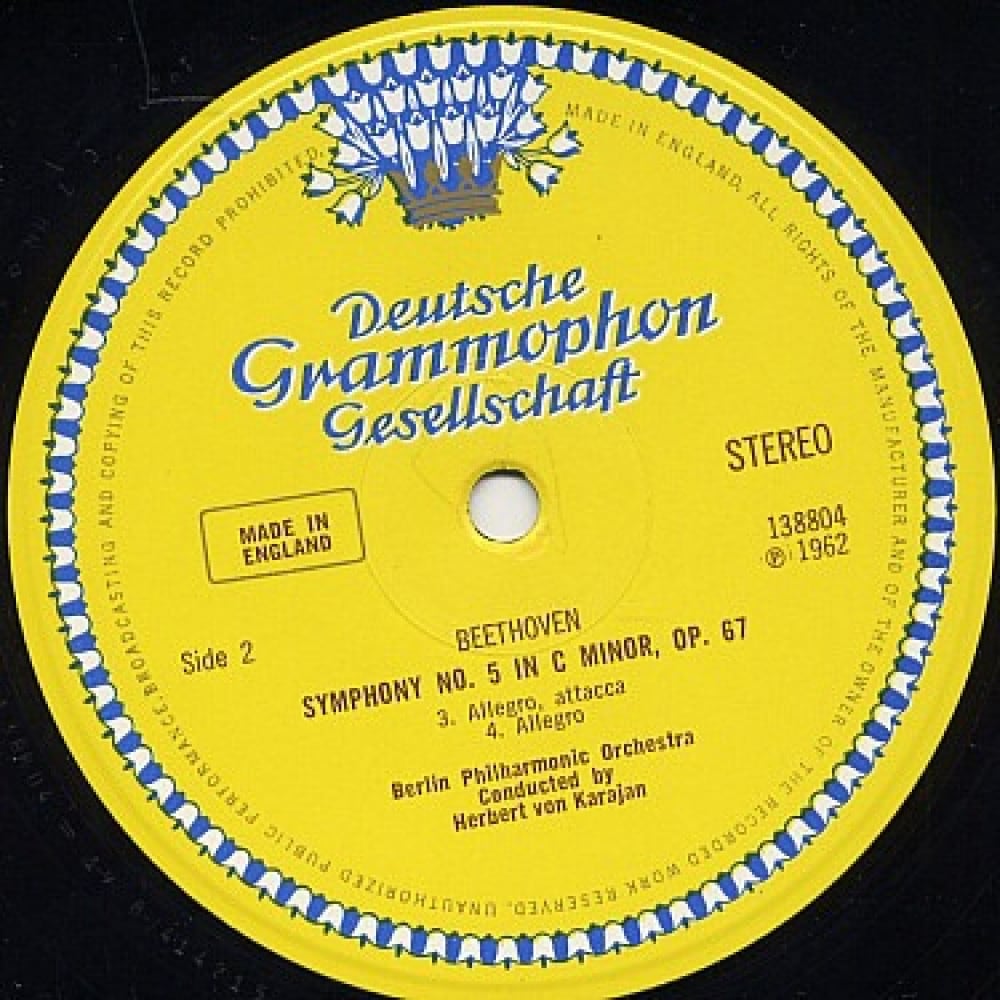 Deutsche
Grammophon
Gesellschaft
STEREO
MADE IN
ENGLAND
138804
Ⓟ 1962
Side 2
BEETHOVEN
SYMPHONY NO. 5 IN C MINOR, OP. 67
3. Allegro, attacca
4. Allegro
Berlin Philharmonic Orchestra
Conducted by
Herbert von Karajan
MADE IN ENGLAND. ALL RIGHTS OF THE MANUFACTURER AND OF THE OWNER OF THE RECORDED WORK RESERVED. UNAUTHORIZED PUBLIC PERFORMANCE BROADCASTING AND COPYING OF THIS RECORD PROHIBITED.